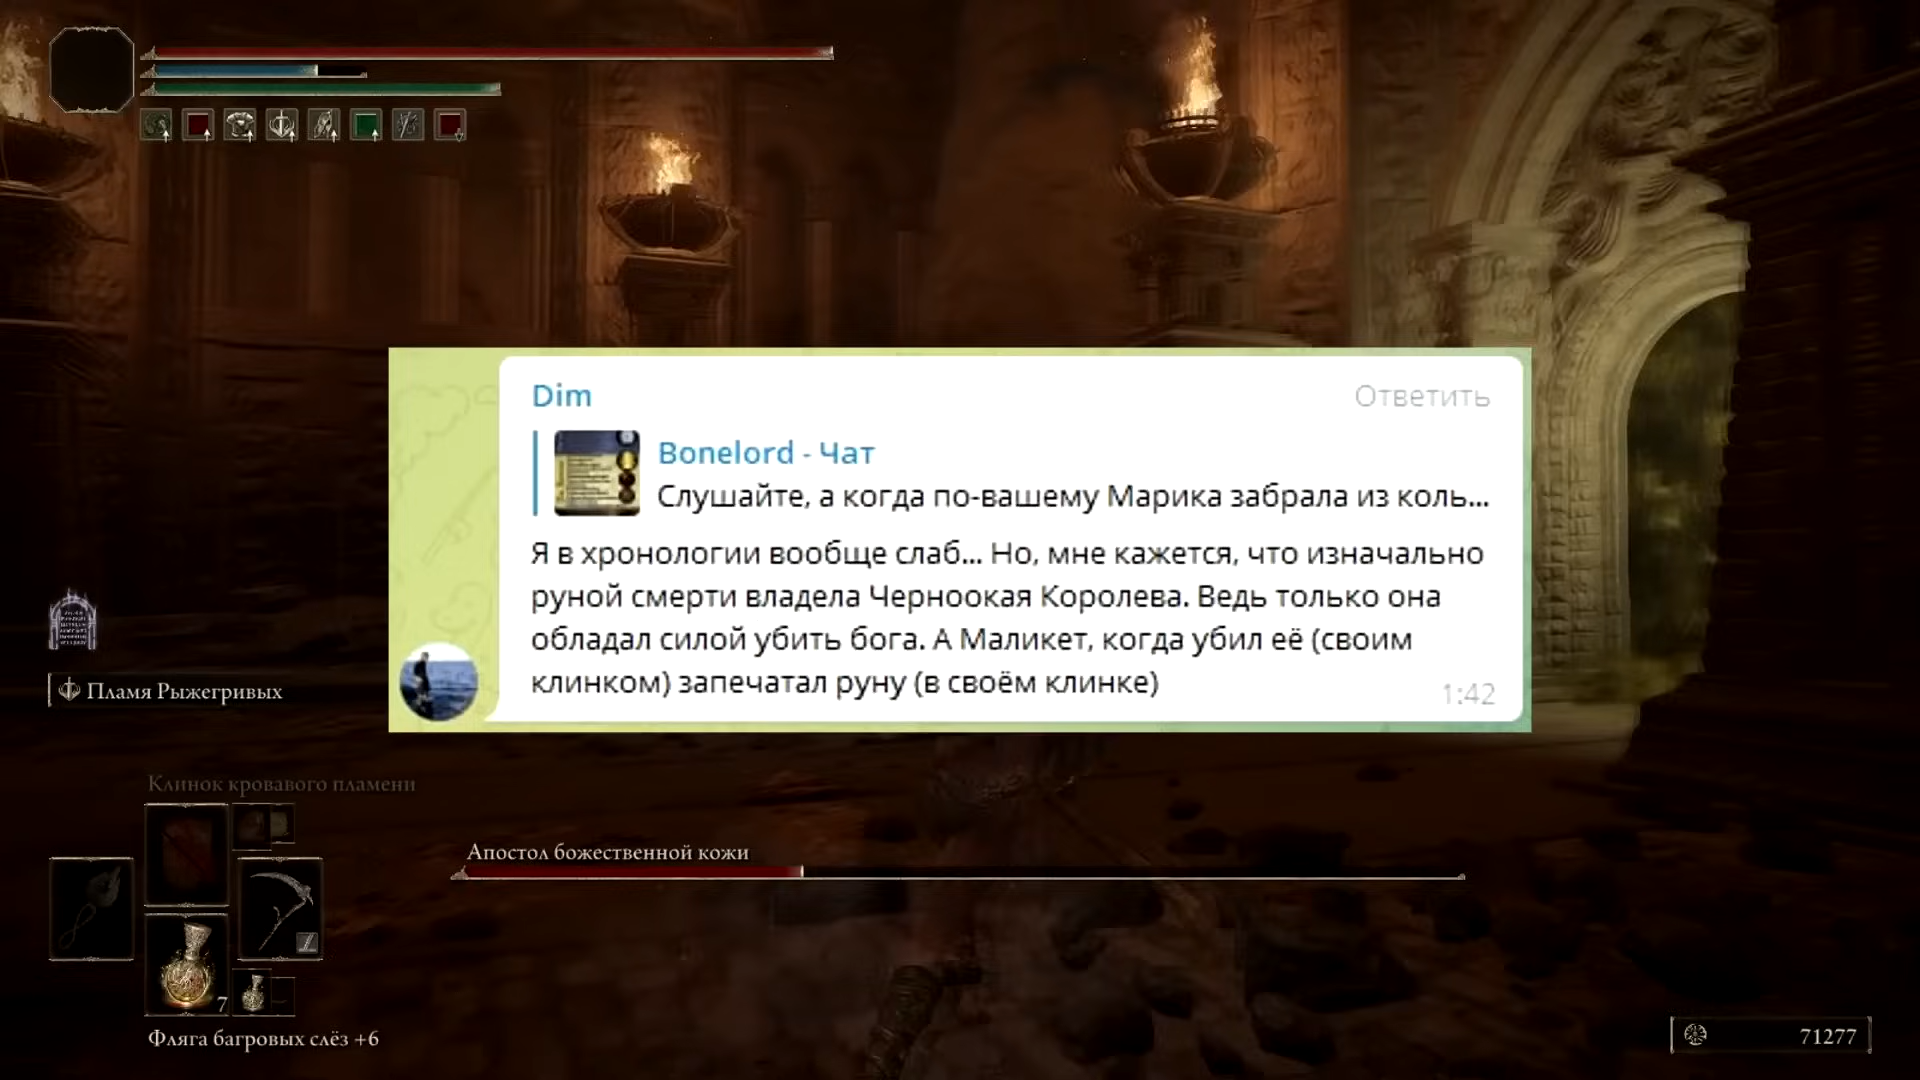 Dim
Ответить
Bonelord - Чат
Слушайте, а когда по-вашему Марика забрала из коль...
Я в хронологии вообще слаб... Но, мне кажется, что изначально
руной смерти владела Черноокая Королева. Ведь только она
обладал силой убить бога. А Маликет, когда убил её (своим
клинком) запечатал руну (в своём клинке)
1:42
Пламя Рыжегривых
Клинок кровавого пламени
Апостол божественной кожи
7
Фляга багровых слёз +6
71277